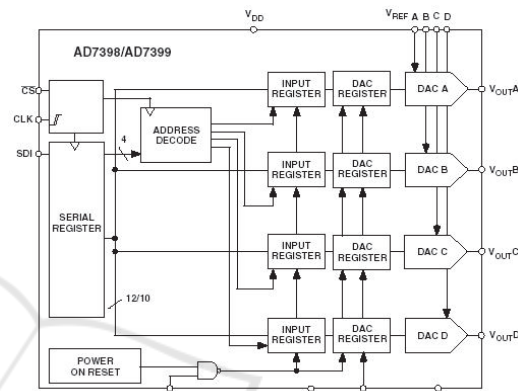 VDD
VREF A B C D
AD7398/AD7399
CS
CLK
SDI
4
ADDRESS
DECODE
SERIAL
REGISTER
12/10
POWER
ON RESET
INPUT
REGISTER
DAC
REGISTER
DAC A
VOUTA
INPUT
REGISTER
DAC
REGISTER
DAC B
VOUTB
INPUT
REGISTER
DAC
REGISTER
DAC C
VOUTC
INPUT
REGISTER
DAC
REGISTER
DAC D
VOUTD